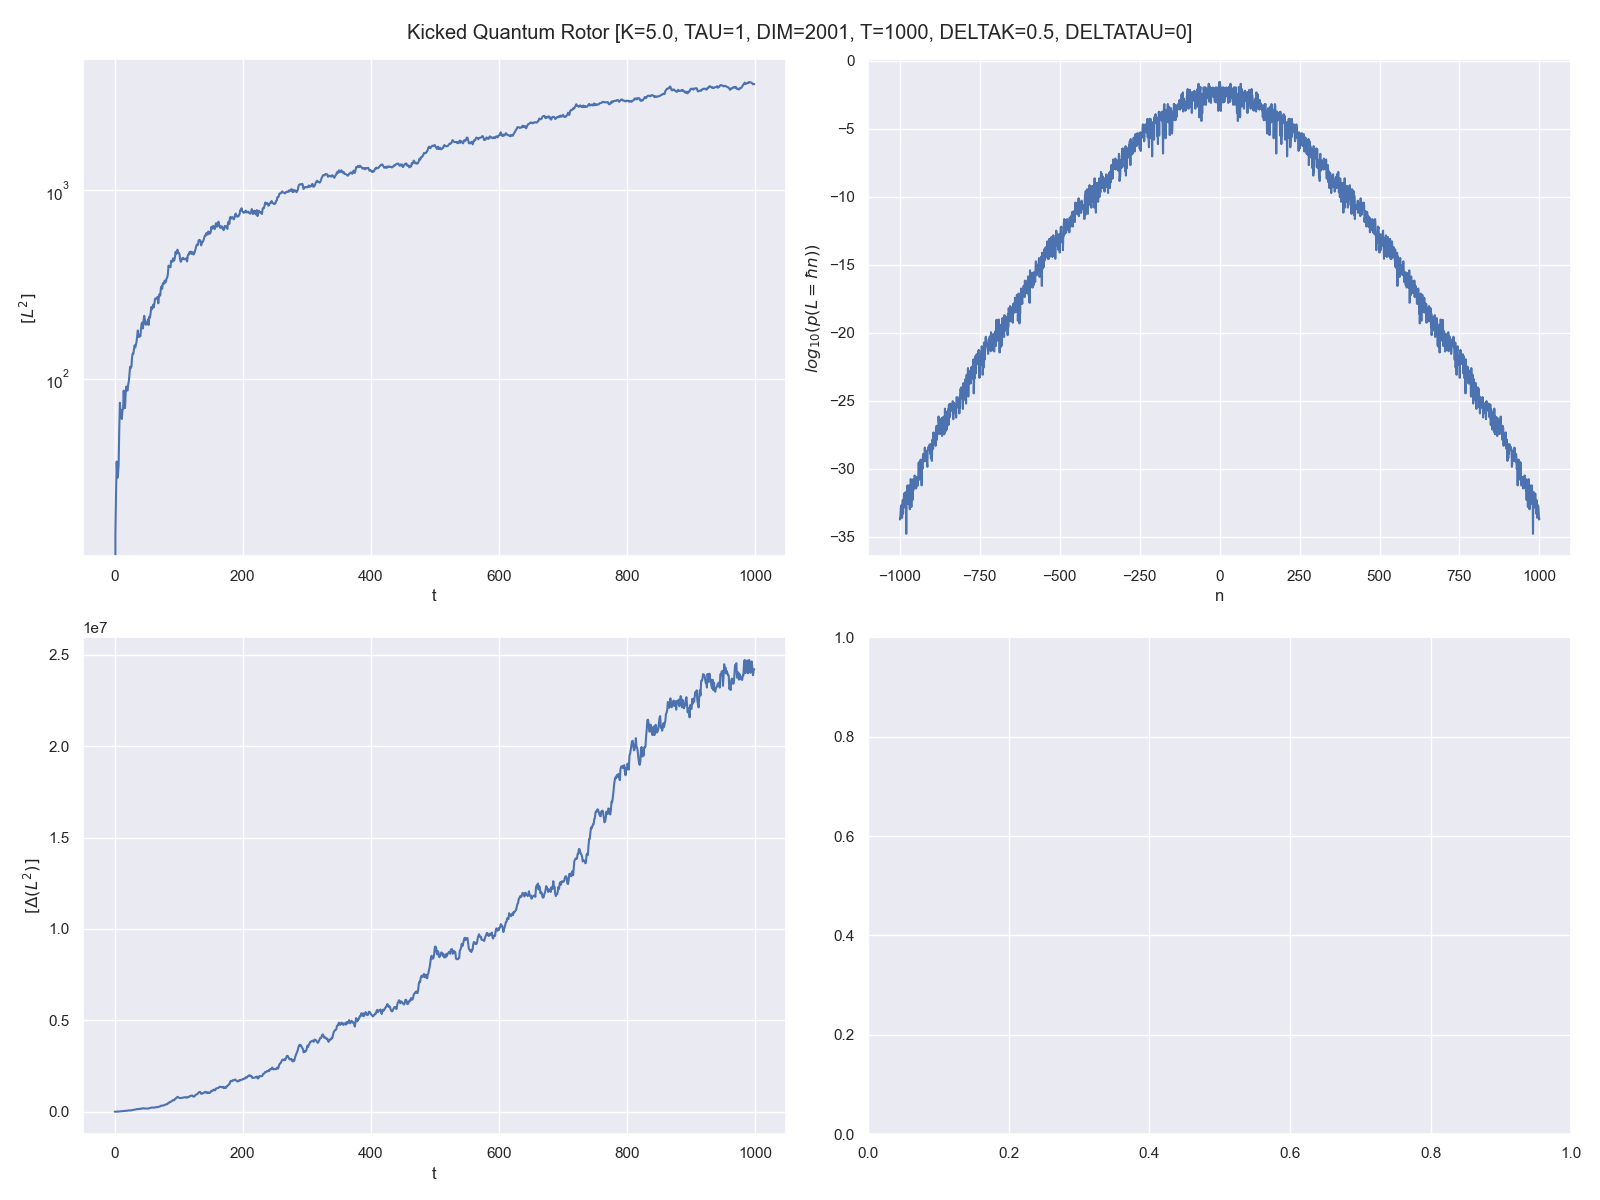 Kicked Quantum Rotor [K=5.0, TAU=1, DIM=2001, T=1000, DELTAK=0.5, DELTATAU=0]
[L²]
10³
10²
0 200 400 600 800 1000
t
log₁₀(p(L = ħn))
0
−5
−10
−15
−20
−25
−30
−35
−1000 −750 −500 −250 0 250 500 750 1000
n
1e7
[Δ(L²)]
2.5
2.0
1.5
1.0
0.5
0.0
0 200 400 600 800 1000
t
1.0
0.8
0.6
0.4
0.2
0.0
0.0 0.2 0.4 0.6 0.8 1.0